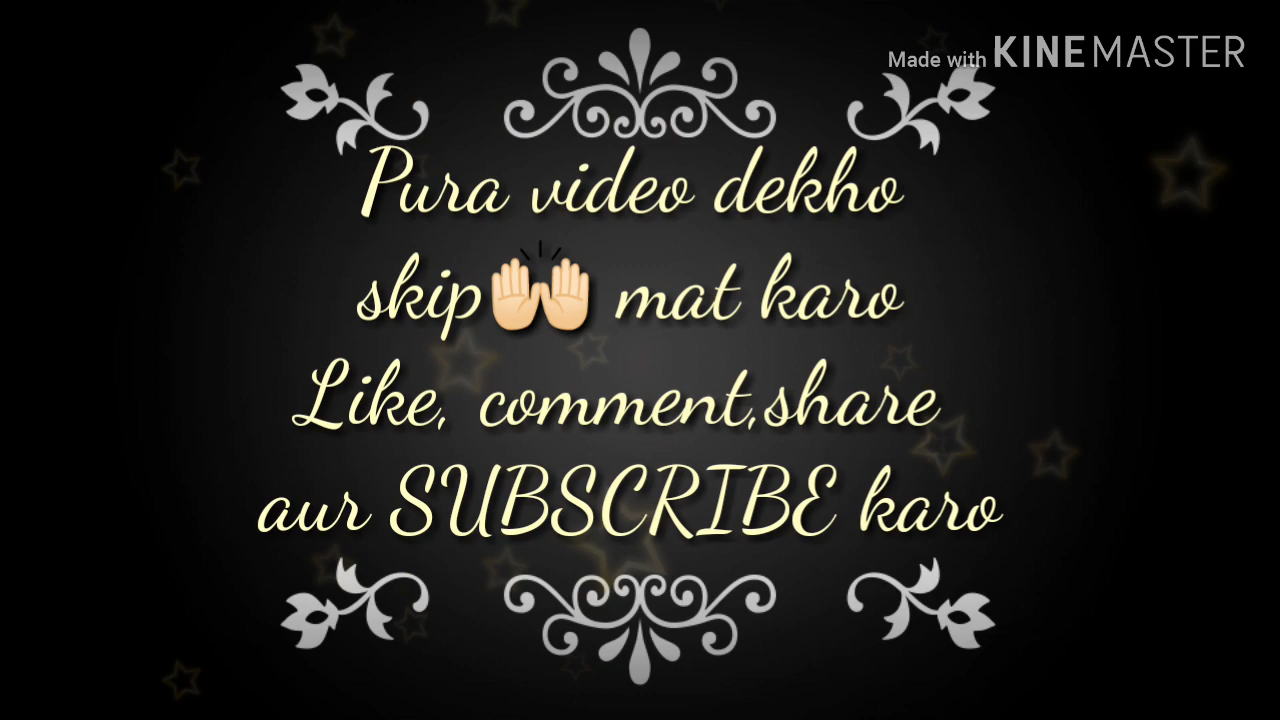 Made with KINEMASTER
Pura video dekho
skip🙌🏻 mat karo
Like, comment,share
aur SUBSCRIBE karo